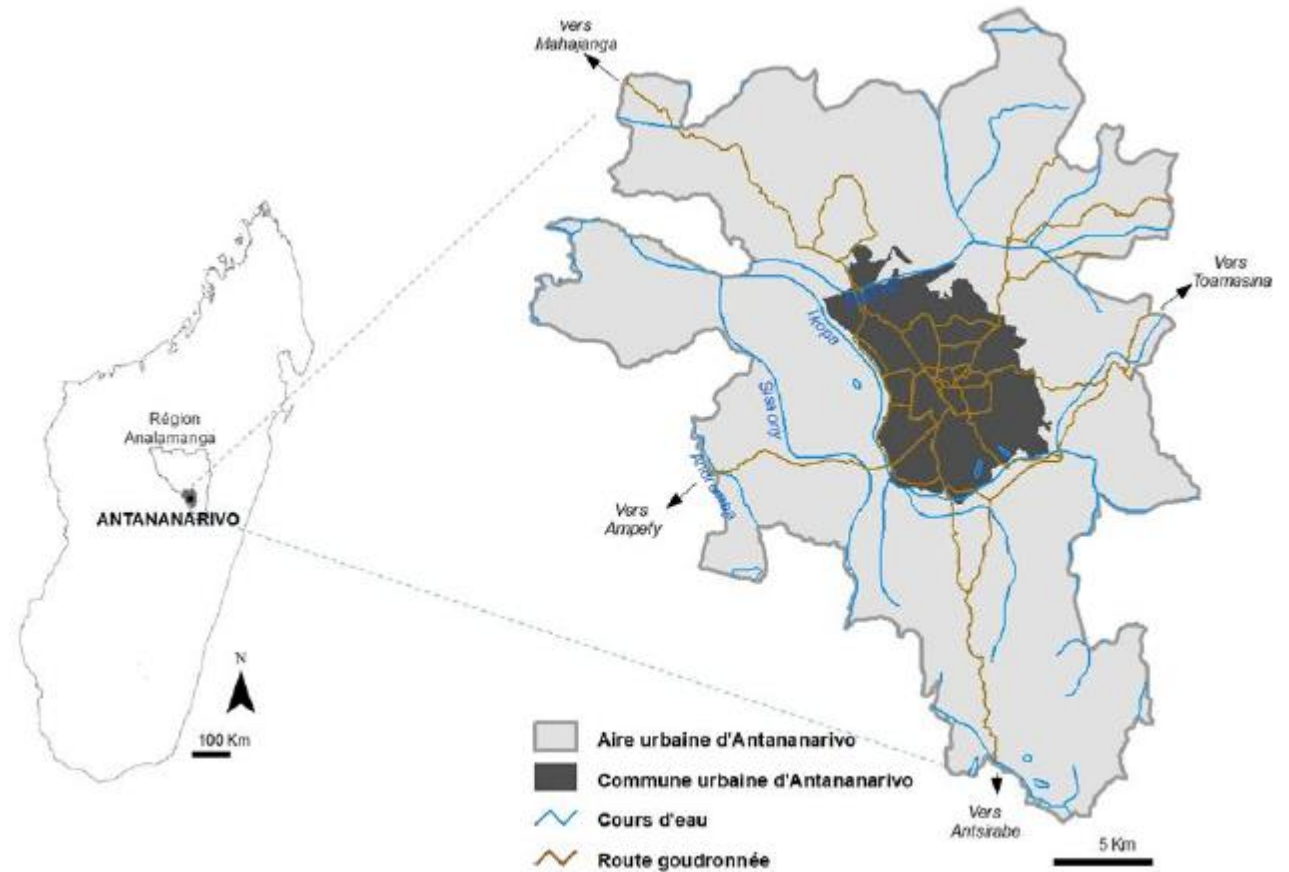 vers
Mahajanga
Vers
Toamasina
Ikopa
Sisaony
Région
Analamanga
ANTANANARIVO
Andromba
Vers
Ampefy
N
100 Km
Aire urbaine d'Antananarivo
Commune urbaine d'Antananarivo
Cours d'eau
Route goudronnée
Vers
Antsirabe
5 Km